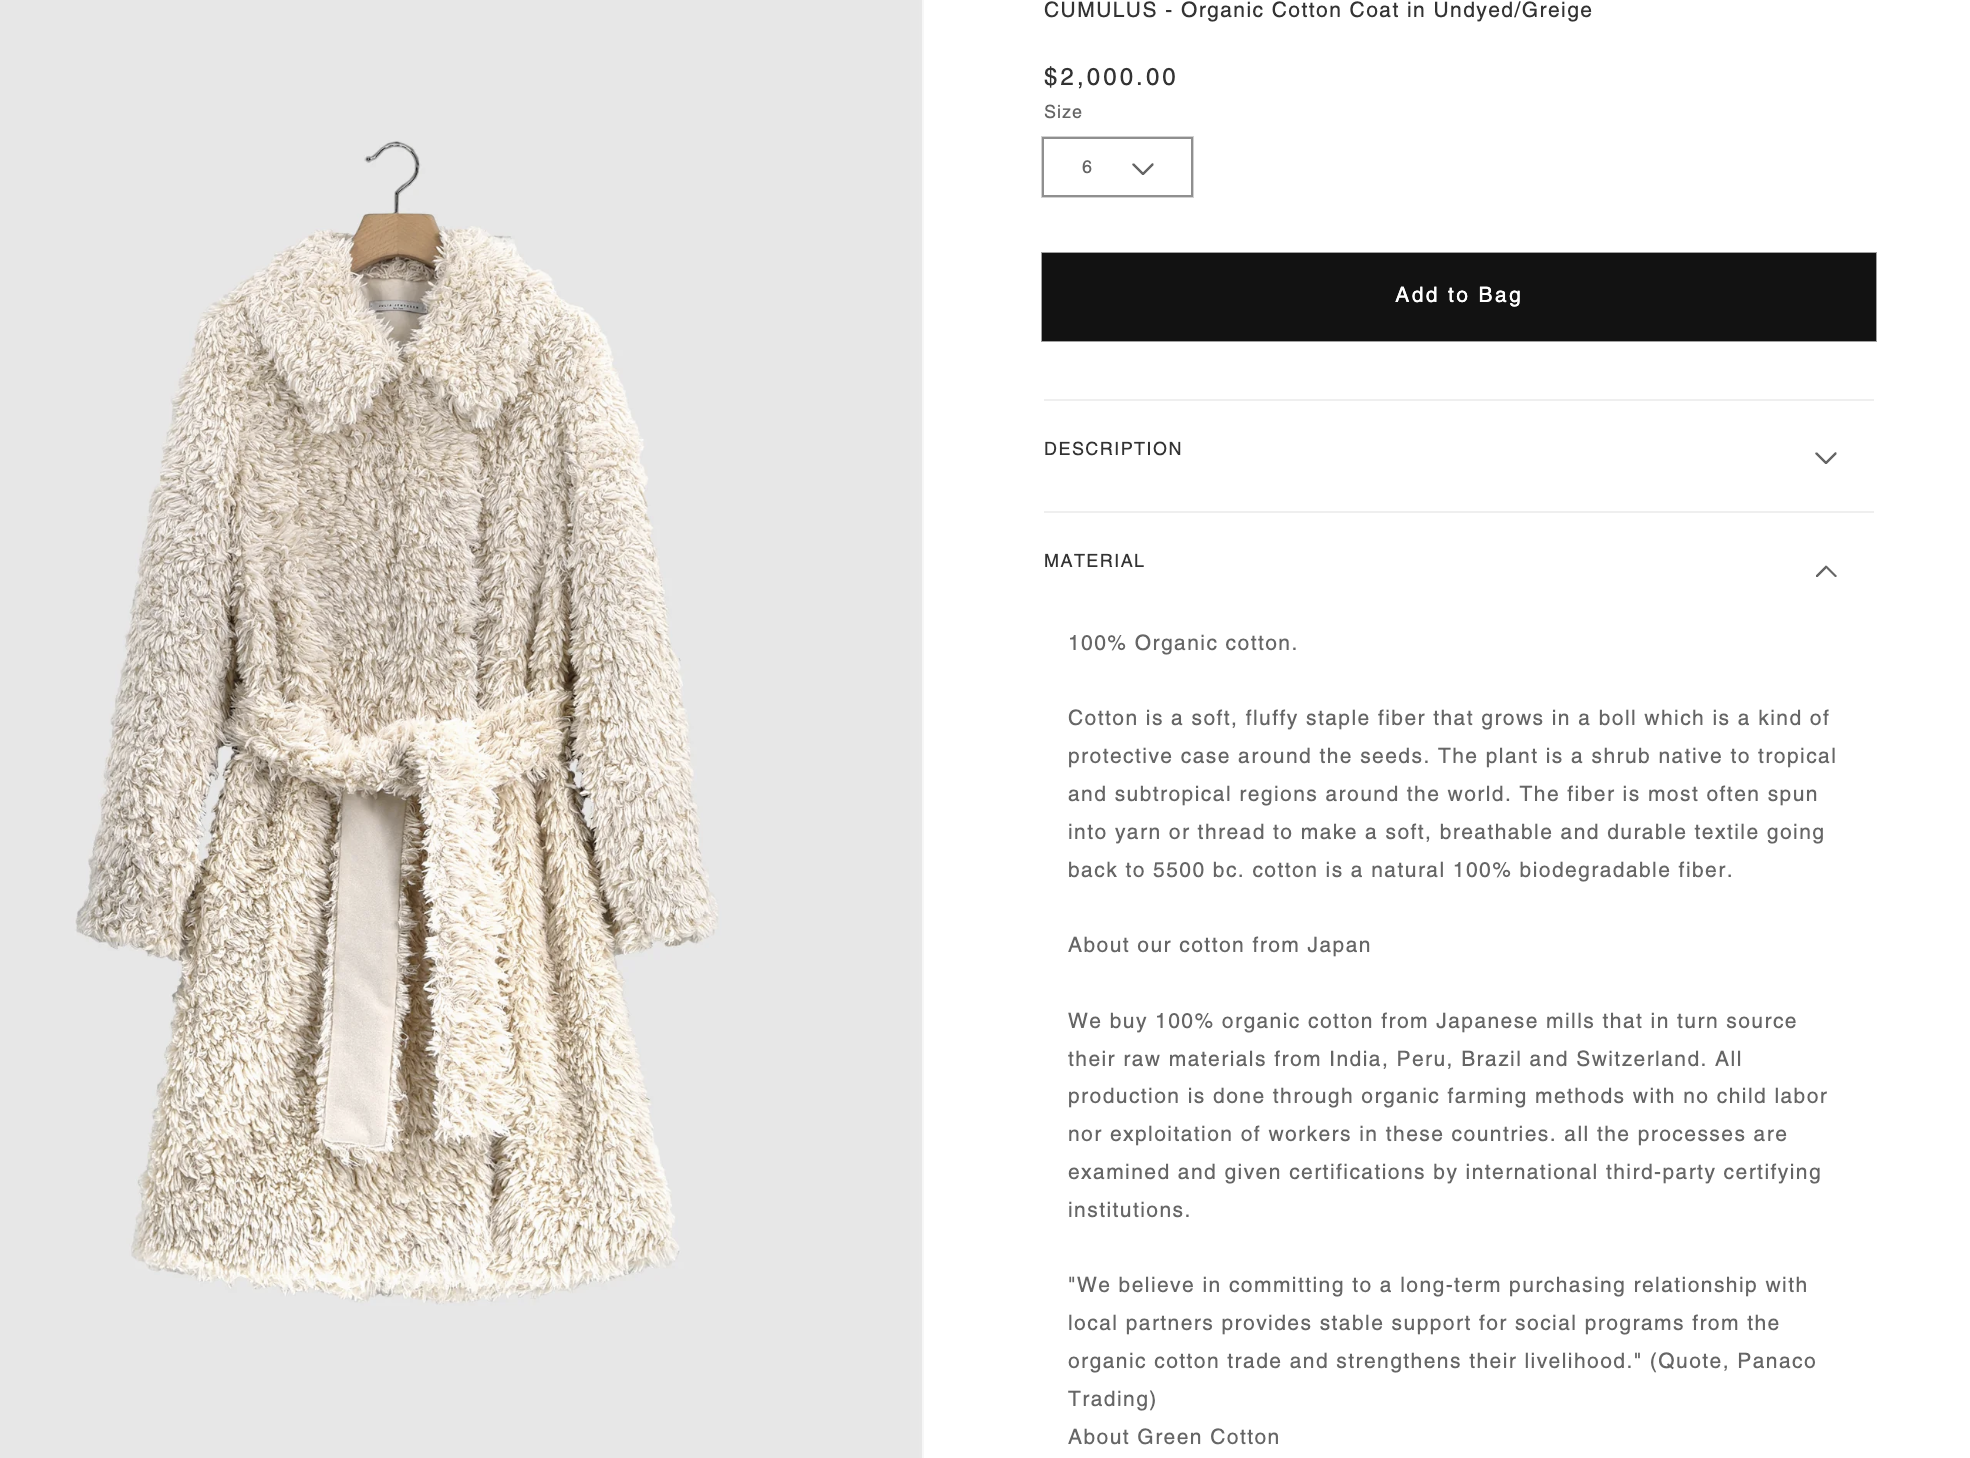 CUMULUS - Organic Cotton Coat in Undyed/Greige
$2,000.00
Size
6
Add to Bag
DESCRIPTION
MATERIAL
100% Organic cotton.
Cotton is a soft, fluffy staple fiber that grows in a boll which is a kind of
protective case around the seeds. The plant is a shrub native to tropical
and subtropical regions around the world. The fiber is most often spun
into yarn or thread to make a soft, breathable and durable textile going
back to 5500 bc. cotton is a natural 100% biodegradable fiber.
About our cotton from Japan
We buy 100% organic cotton from Japanese mills that in turn source
their raw materials from India, Peru, Brazil and Switzerland. All
production is done through organic farming methods with no child labor
nor exploitation of workers in these countries. all the processes are
examined and given certifications by international third-party certifying
institutions.
"We believe in committing to a long-term purchasing relationship with
local partners provides stable support for social programs from the
organic cotton trade and strengthens their livelihood." (Quote, Panaco
Trading)
About Green Cotton